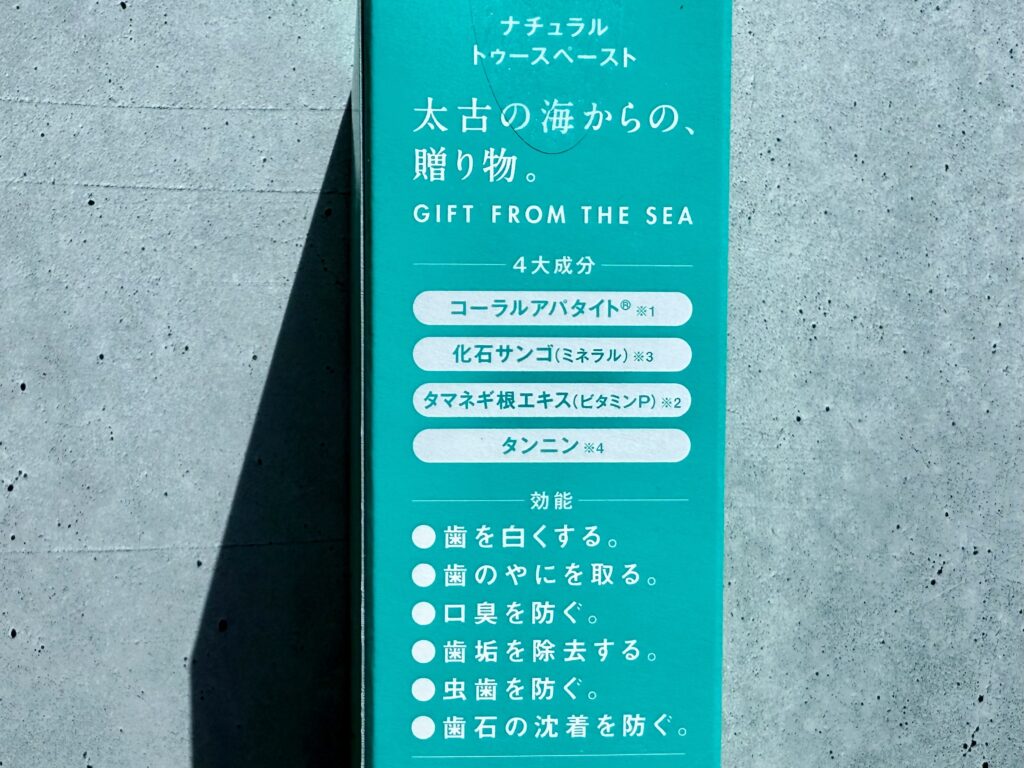 ナチュラル
トゥースペースト
太古の海からの、
贈り物。
GIFT FROM THE SEA
4大成分
コーラルアパタイト® ※1
化石サンゴ(ミネラル) ※3
タマネギ根エキス(ビタミンP) ※2
タンニン ※4
効能
●歯を白くする。
●歯のやにを取る。
●口臭を防ぐ。
●歯垢を除去する。
●虫歯を防ぐ。
●歯石の沈着を防ぐ。